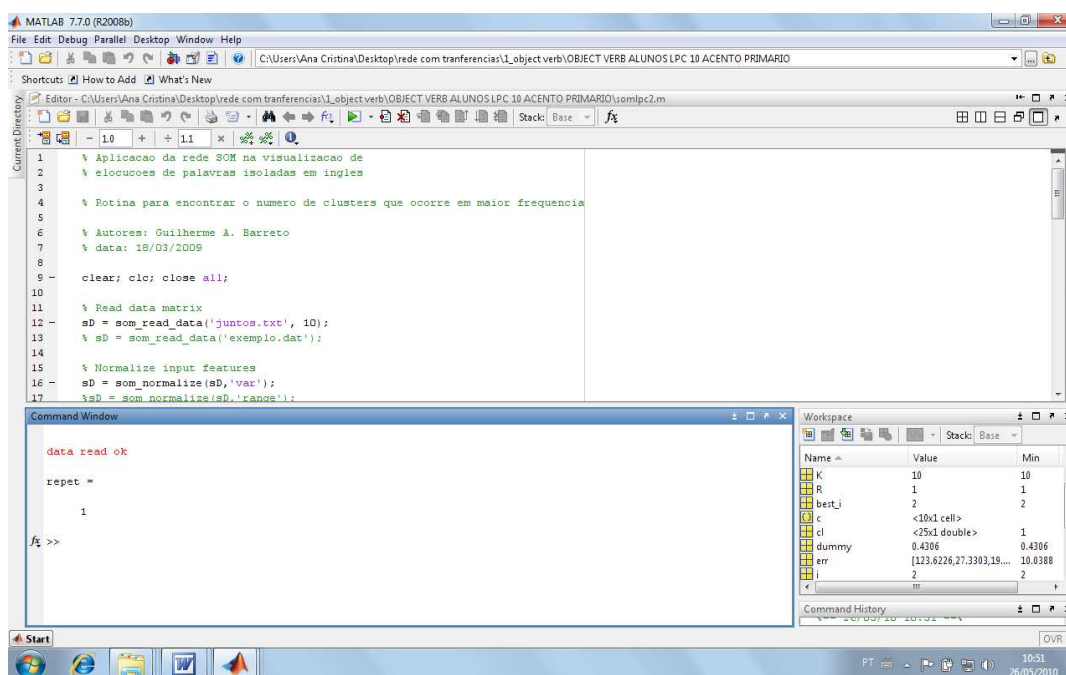 MATLAB 7.7.0 (R2008b)
File Edit Debug Parallel Desktop Window Help
C:\Users\Ana Cristina\Desktop\rede com tranferencias\1_object verb\OBJECT VERB ALUNOS LPC 10 ACENTO PRIMARIO
Shortcuts How to Add What's New
Current Directory
Editor - C:\Users\Ana Cristina\Desktop\rede com tranferencias\1_object verb\OBJECT VERB ALUNOS LPC 10 ACENTO PRIMARIO\somlpc2.m
Stack: Base fx
- 1.0 + ÷ 1.1 ×
1 % Aplicacao da rede SOM na visualizacao de
2 % elocucoes de palavras isoladas em ingles
3
4 % Rotina para encontrar o numero de clusters que ocorre em maior frequencia
5
6 % Autores: Guilherme A. Barreto
7 % data: 18/03/2009
8
9 - clear; clc; close all;
10
11 % Read data matrix
12 - sD = som_read_data('juntos.txt', 10);
13 % sD = som_read_data('exemplo.dat');
14
15 % Normalize input features
16 - sD = som_normalize(sD,'var');
17 %sD = som_normalize(sD,'range');
Command Window
data read ok
repet =
1
fx >>
Workspace
Stack: Base
Name Value Min
K 10 10
R 1 1
best_i 2 2
c <10x1 cell>
cl <25x1 double> 1
dummy 0.4306 0.4306
err [123.6226,27.3303,19.... 10.0388
i 2 2
Command History
Start
OVR
PT
10:51
26/05/2010